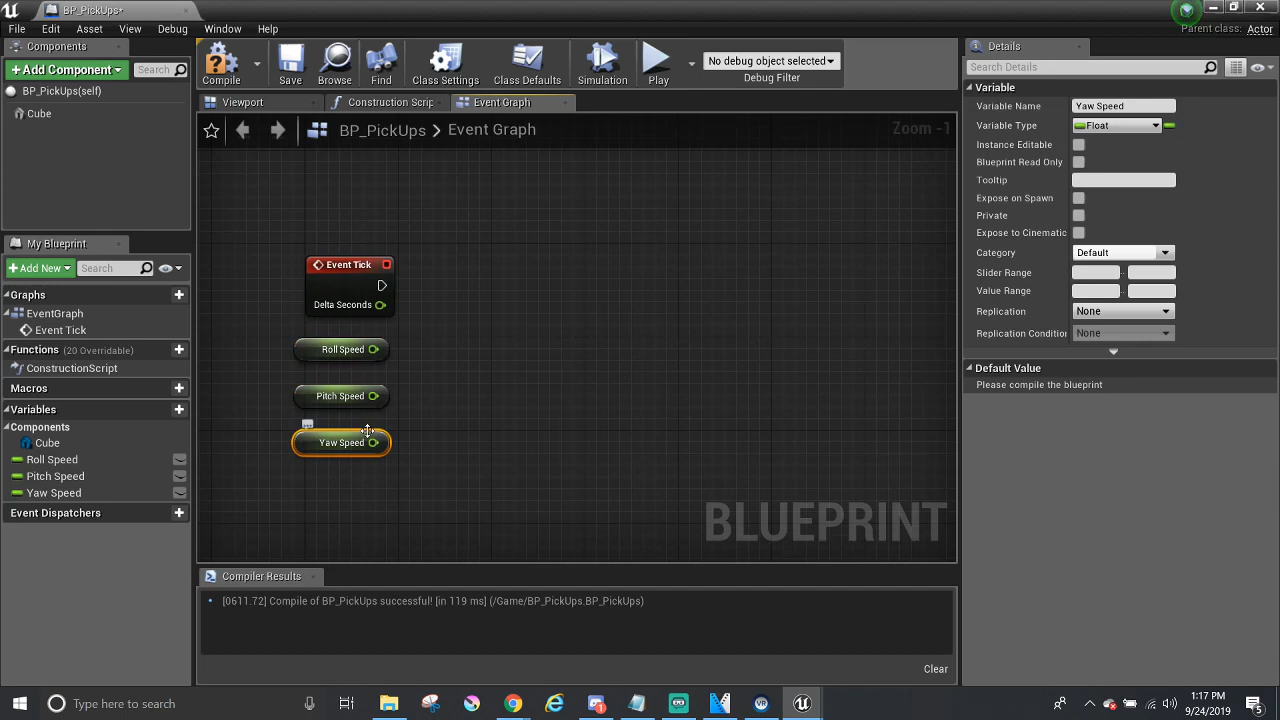 BP_PickUps*
File Edit Asset View Debug Window Help
Parent class: Actor
Components
+ Add Component
Search
BP_PickUps(self)
Cube
Compile
Save
Browse
Find
Class Settings
Class Defaults
Simulation
Play
No debug object selected
Debug Filter
Viewport
Construction Scrip
Event Graph
BP_PickUps > Event Graph
Zoom -1
My Blueprint
+ Add New
Search
Graphs
EventGraph
Event Tick
Functions (20 Overridable)
ConstructionScript
Macros
Variables
Components
Cube
Roll Speed
Pitch Speed
Yaw Speed
Event Dispatchers
Event Tick
Delta Seconds
Roll Speed
Pitch Speed
Yaw Speed
BLUEPRINT
Compiler Results
[0611.72] Compile of BP_PickUps successful! [in 119 ms] (/Game/BP_PickUps.BP_PickUps)
Clear
Details
Search Details
Variable
Variable Name Yaw Speed
Variable Type Float
Instance Editable
Blueprint Read Only
Tooltip
Expose on Spawn
Private
Expose to Cinematic
Category Default
Slider Range
Value Range
Replication None
Replication Condition None
Default Value
Please compile the blueprint
Type here to search
1:17 PM
9/24/2019